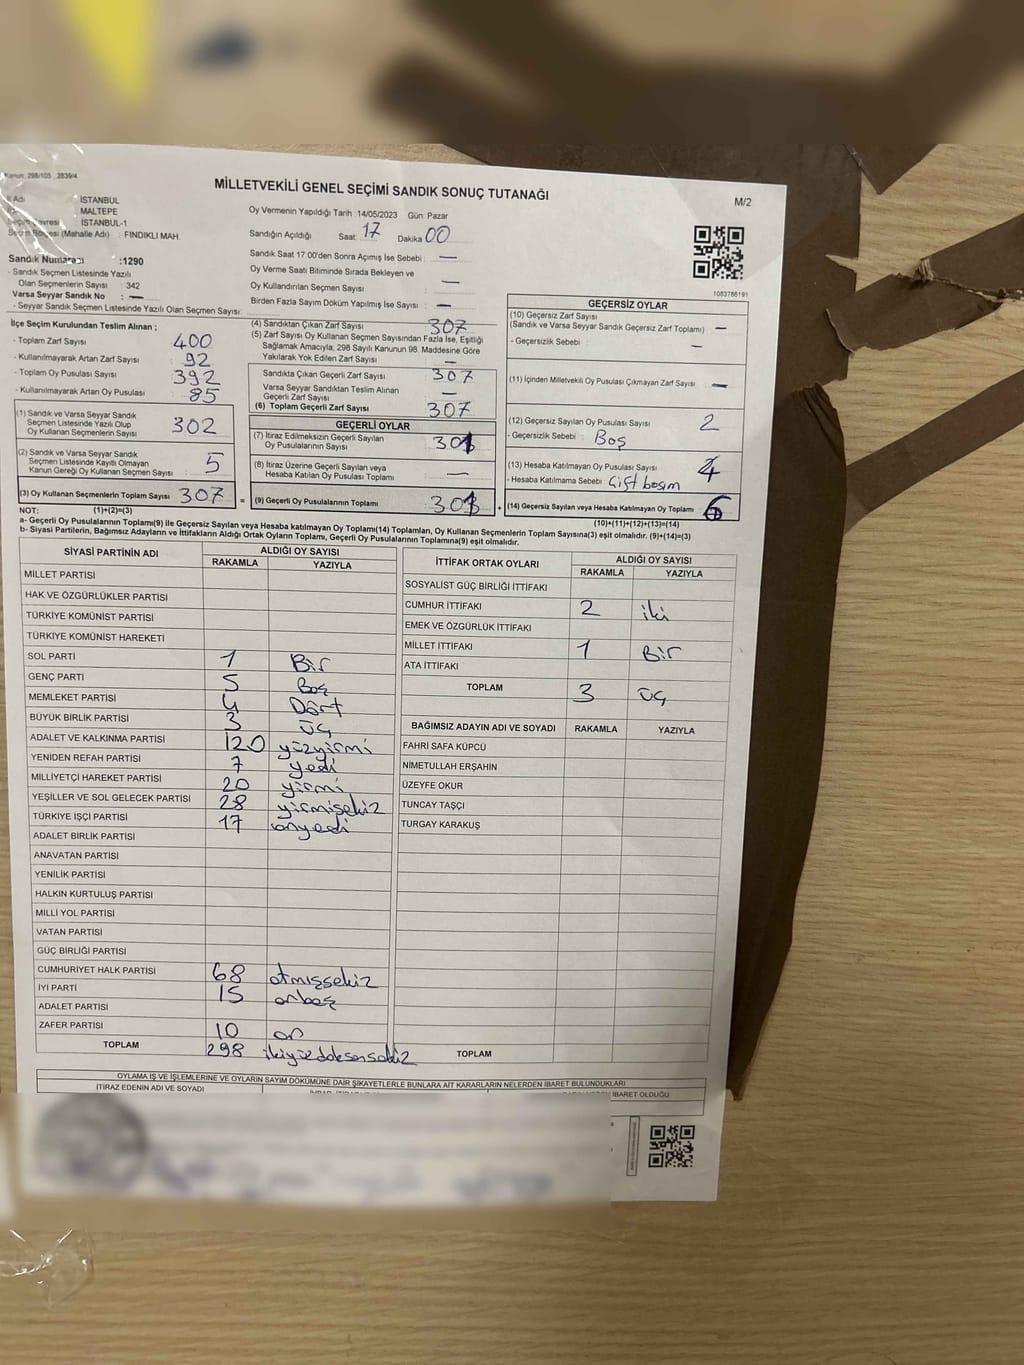 Kanun: 298/105 , 2839/4
MİLLETVEKİLİ GENEL SEÇİMİ SANDIK SONUÇ TUTANAĞI
M/2
İl Adı : İSTANBUL
MALTEPE
Seçim Çevresi : İSTANBUL-1
Seçim Bölgesi (Mahalle Adı) : FINDIKLI MAH.
Oy Vermenin Yapıldığı Tarih : 14/05/2023 Gün: Pazar
Sandığın Açıldığı Saat: 17 Dakika 00
Sandık Saat 17:00'den Sonra Açımış İse Sebebi : —
Oy Verme Saati Bitiminde Sırada Bekleyen ve
Oy Kullandırılan Seçmen Sayısı : —
Birden Fazla Sayım Döküm Yapılmış İse Sayısı : —
1083786191
Sandık Numarası :1290
- Sandık Seçmen Listesinde Yazılı
Olan Seçmenlerin Sayısı : 342
Varsa Seyyar Sandık No : —
- Seyyar Sandık Seçmen Listesinde Yazılı Olan Seçmen Sayısı:
İlçe Seçim Kurulundan Teslim Alınan ;
- Toplam Zarf Sayısı 400
- Kullanılmayarak Artan Zarf Sayısı 92
- Toplam Oy Pusulası Sayısı 392
- Kullanılmayarak Artan Oy Pusulası 85
(1) Sandık ve Varsa Seyyar Sandık
Seçmen Listesinde Yazılı Olup
Oy Kullanan Seçmenlerin Sayısı 302
(2) Sandık ve Varsa Seyyar Sandık
Seçmen Listesinde Kayıtlı Olmayan
Kanun Gereği Oy Kullanan Seçmen Sayısı : 5
(3) Oy Kullanan Seçmenlerin Toplam Sayısı 307
(4) Sandıktan Çıkan Zarf Sayısı 307
(5) Zarf Sayısı Oy Kullanan Seçmen Sayısından Fazla İse, Eşitliği
Sağlamak Amacıyla; 298 Sayılı Kanunun 98. Maddesine Göre
Yakılarak Yok Edilen Zarf Sayısı —
Sandıkta Çıkan Geçerli Zarf Sayısı 307
Varsa Seyyar Sandıktan Teslim Alınan
Geçerli Zarf Sayısı —
(6) Toplam Geçerli Zarf Sayısı 307
GEÇERLİ OYLAR
(7) İtiraz Edilmeksizin Geçerli Sayılan
Oy Pusulalarının Sayısı 301
(8) İtiraz Üzerine Geçerli Sayılan veya
Hesaba Katılan Oy Pusulası Toplamı —
= (9) Geçerli Oy Pusulalarının Toplamı 301 +
GEÇERSİZ OYLAR
(10) Geçersiz Zarf Sayısı
(Sandık ve Varsa Seyyar Sandık Geçersiz Zarf Toplamı) —
- Geçersizlik Sebebi : —
(11) İçinden Milletvekili Oy Pusulası Çıkmayan Zarf Sayısı —
(12) Geçersiz Sayılan Oy Pusulası Sayısı 2
- Geçersizlik Sebebi : Boş
(13) Hesaba Katılmayan Oy Pusulası Sayısı 4
- Hesaba Katılmama Sebebi : Çift basım
(14) Geçersiz Sayılan veya Hesaba Katılmayan Oy Toplamı 6
NOT: (1)+(2)=(3) (10)+(11)+(12)+(13)=(14)
a- Geçerli Oy Pusulalarının Toplamı(9) ile Geçersiz Sayılan veya Hesaba katılmayan Oy Toplamı(14) Toplamları, Oy Kullanan Seçmenlerin Toplam Sayısına(3) eşit olmalıdır. (9)+(14)=(3)
b- Siyasi Partilerin, Bağımsız Adayların ve İttifakların Aldığı Ortak Oyların Toplamı, Geçerli Oy Pusulalarının Toplamına(9) eşit olmalıdır.
SİYASİ PARTİNİN ADI ALDIĞI OY SAYISI
RAKAMLA YAZIYLA
MİLLET PARTİSİ
HAK VE ÖZGÜRLÜKLER PARTİSİ
TÜRKİYE KOMÜNİST PARTİSİ
TÜRKİYE KOMÜNİST HAREKETİ
SOL PARTİ 1 Bir
GENÇ PARTİ 5 Beş
MEMLEKET PARTİSİ 4 Dört
BÜYÜK BİRLİK PARTİSİ 3 üç
ADALET VE KALKINMA PARTİSİ 120 yüzyirmi
YENİDEN REFAH PARTİSİ 7 yedi
MİLLİYETÇİ HAREKET PARTİSİ 20 yirmi
YEŞİLLER VE SOL GELECEK PARTİSİ 28 yirmisekiz
TÜRKİYE İŞÇİ PARTİSİ 17 onyedi
ADALET BİRLİK PARTİSİ
ANAVATAN PARTİSİ
YENİLİK PARTİSİ
HALKIN KURTULUŞ PARTİSİ
MİLLİ YOL PARTİSİ
VATAN PARTİSİ
GÜÇ BİRLİĞİ PARTİSİ
CUMHURİYET HALK PARTİSİ 68 atmışsekiz
İYİ PARTİ 15 onbeş
ADALET PARTİSİ
ZAFER PARTİSİ 10 on
TOPLAM 298 ikiyüzdoksansekiz
İTTİFAK ORTAK OYLARI ALDIĞI OY SAYISI
RAKAMLA YAZIYLA
SOSYALİST GÜÇ BİRLİĞİ İTTİFAKI
CUMHUR İTTİFAKI 2 iki
EMEK VE ÖZGÜRLÜK İTTİFAKI
MİLLET İTTİFAKI 1 Bir
ATA İTTİFAKI
TOPLAM 3 üç
BAĞIMSIZ ADAYIN ADI VE SOYADI RAKAMLA YAZIYLA
FAHRİ SAFA KÜPCÜ
NİMETULLAH ERŞAHİN
ÜZEYFE OKUR
TUNCAY TAŞÇI
TURGAY KARAKUŞ
TOPLAM
OYLAMA İŞ VE İŞLEMLERİNE VE OYLARIN SAYIM DÖKÜMÜNE DAİR ŞİKAYETLERLE BUNLARA AİT KARARLARIN NELERDEN İBARET BULUNDUKLARI
İTİRAZ EDENİN ADI VE SOYADI
İBARET OLDUĞU